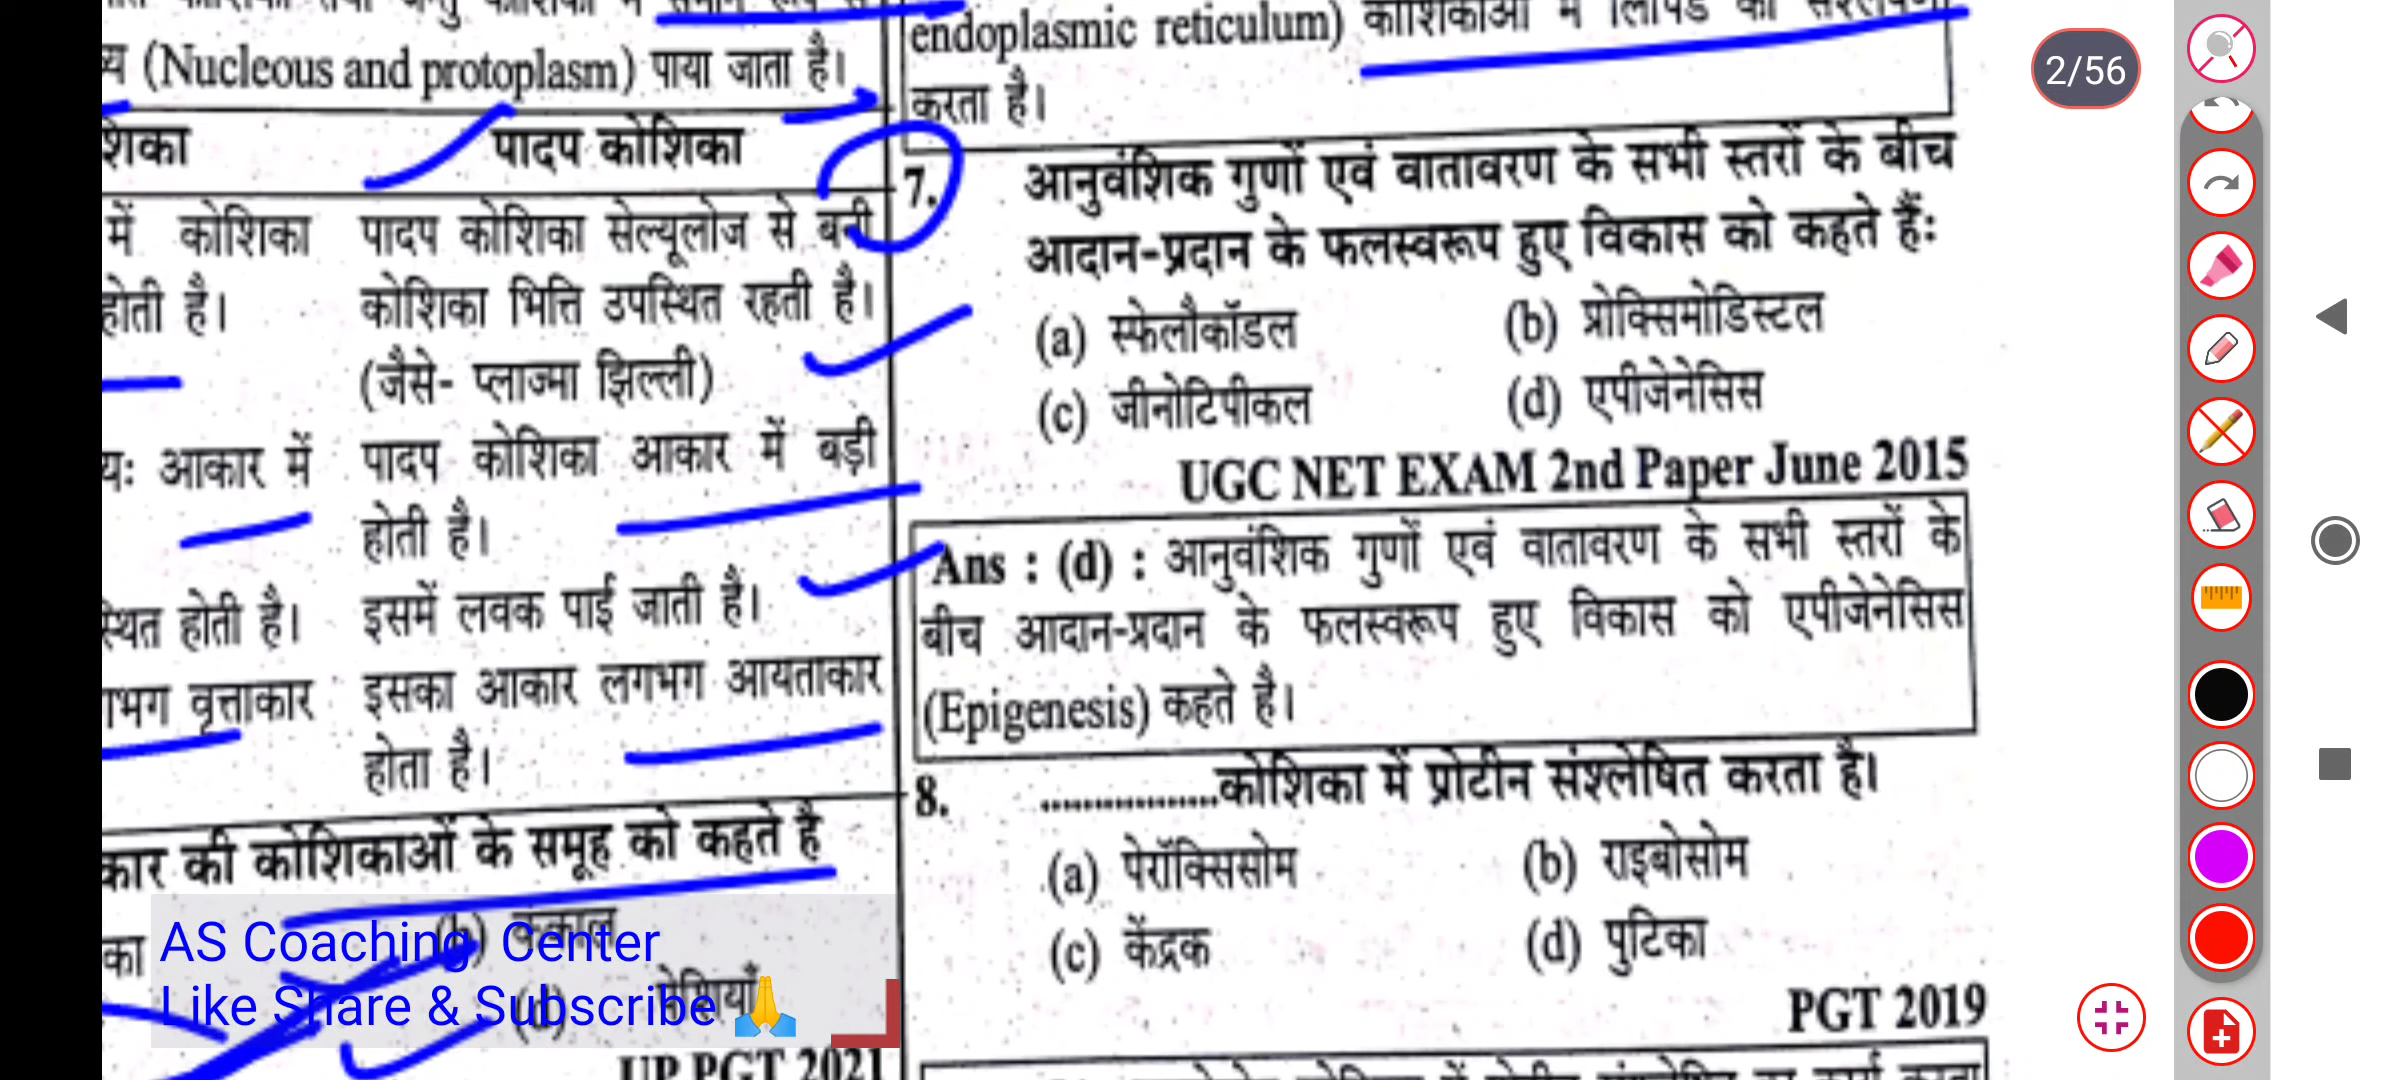 (Nucleous and protoplasm) पाया जाता है।
पादप कोशिका
में कोशिका पादप कोशिका सेल्यूलोज से बनी
होती है। कोशिका भित्ति उपस्थित रहती है।
(जैसे- प्लाज्मा झिल्ली)
आकार में पादप कोशिका आकार में बड़ी
होती है।
होती है। इसमें लवक पाई जाती है।
वृत्ताकार इसका आकार लगभग आयताकार
होता है।
की कोशिकाओं के समूह को कहते है
(b) कंकाल
(d) पेशियाँ
UP PGT 2021
endoplasmic reticulum) कोशिकाओं में लिपिड का संश्लेषण
करता है।
7. आनुवंशिक गुणों एवं वातावरण के सभी स्तरों के बीच
आदान-प्रदान के फलस्वरूप हुए विकास को कहते हैंः
(a) स्फेलौकॉडल (b) प्रोक्सिमोडिस्टल
(c) जीनोटिपीकल (d) एपीजेनेसिस
UGC NET EXAM 2nd Paper June 2015
Ans : (d) : आनुवंशिक गुणों एवं वातावरण के सभी स्तरों के
बीच आदान-प्रदान के फलस्वरूप हुए विकास को एपीजेनेसिस
(Epigenesis) कहते है।
8. .................कोशिका में प्रोटीन संश्लेषित करता है।
(a) पेरॉक्सिसोम (b) राइबोसोम
(c) केंद्रक (d) पुटिका
PGT 2019
AS Coaching Center
Like Share & Subscribe🙏
2/56